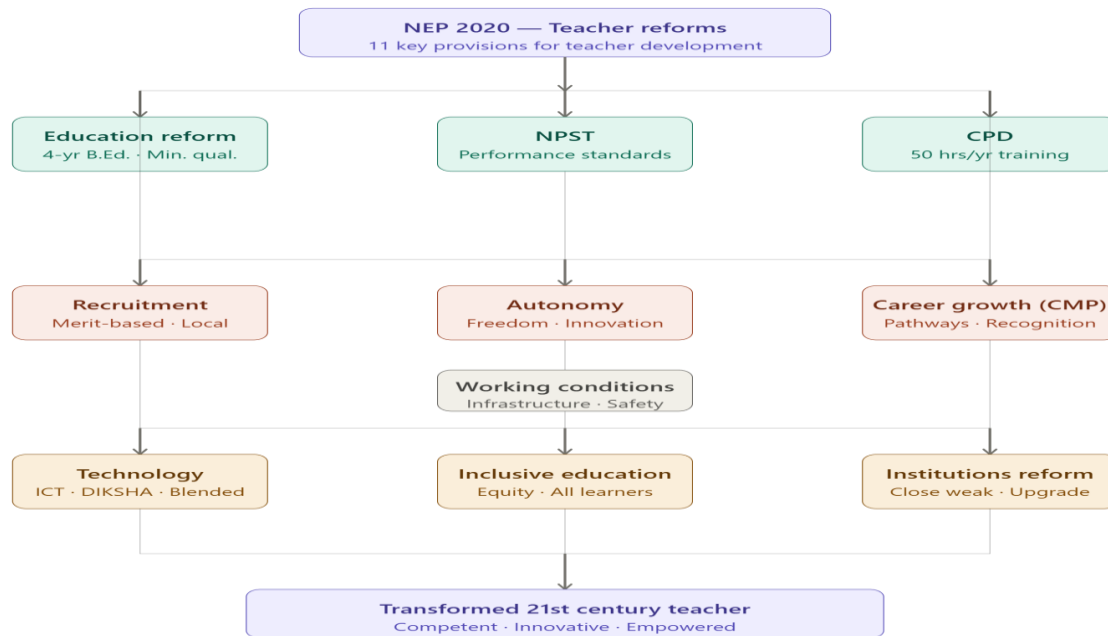 NEP 2020 — Teacher reforms
11 key provisions for teacher development
Education reform
4-yr B.Ed. · Min. qual.
NPST
Performance standards
CPD
50 hrs/yr training
Recruitment
Merit-based · Local
Autonomy
Freedom · Innovation
Career growth (CMP)
Pathways · Recognition
Working conditions
Infrastructure · Safety
Technology
ICT · DIKSHA · Blended
Inclusive education
Equity · All learners
Institutions reform
Close weak · Upgrade
Transformed 21st century teacher
Competent · Innovative · Empowered